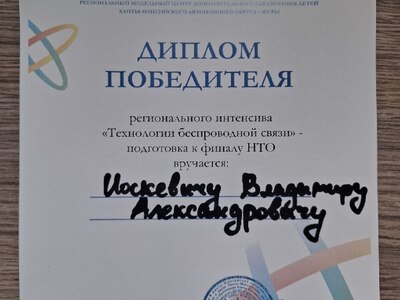 РЕГИОНАЛЬНЫЙ МОДЕЛЬНЫЙ ЦЕНТР ДОПОЛНИТЕЛЬНОГО ОБРАЗОВАНИЯ ДЕТЕЙ
ХАНТЫ-МАНСИЙСКОГО АВТОНОМНОГО ОКРУГА – ЮГРЫ
ДИПЛОМ
ПОБЕДИТЕЛЯ
регионального интенсива
«Технологии беспроводной связи» -
подготовка к финалу НТО
вручается:
Иоскевичу Владимиру
Александровичу